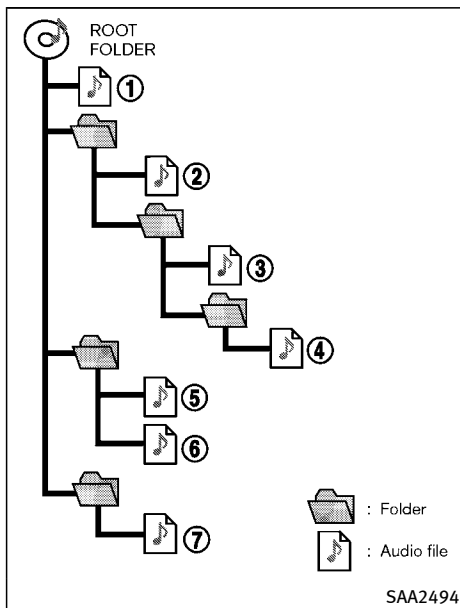 ROOT
FOLDER
①
②
③
④
⑤
⑥
⑦
: Folder
: Audio file
SAA2494